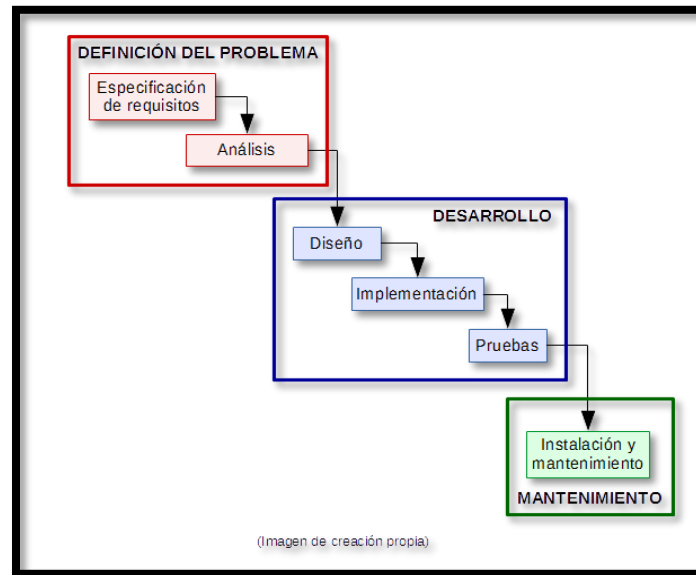 DEFINICIÓN DEL PROBLEMA
Especificación
de requisitos
Análisis
DESARROLLO
Diseño
Implementación
Pruebas
Instalación y
mantenimiento
MANTENIMIENTO
(Imagen de creación propia)